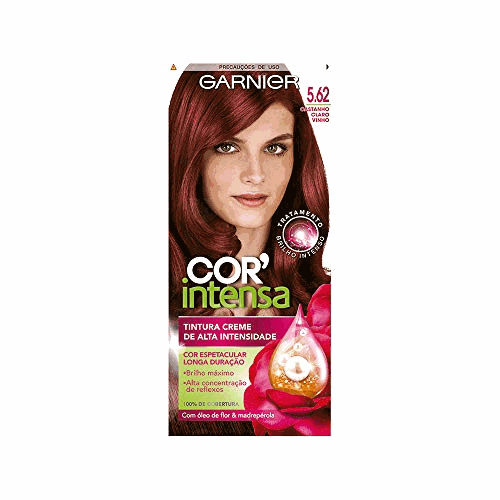 PRECAUÇÕES DE USO
GARNIER
5.62
CASTANHO
CLARO
VINHO
TRATAMENTO
BRILHO INTENSO
COR'
intensa
TINTURA CREME
DE ALTA INTENSIDADE
COR ESPETACULAR
LONGA DURAÇÃO
•Brilho máximo
•Alta concentração
de reflexos
100% DE COBERTURA
Com óleo de flor & madrepérola